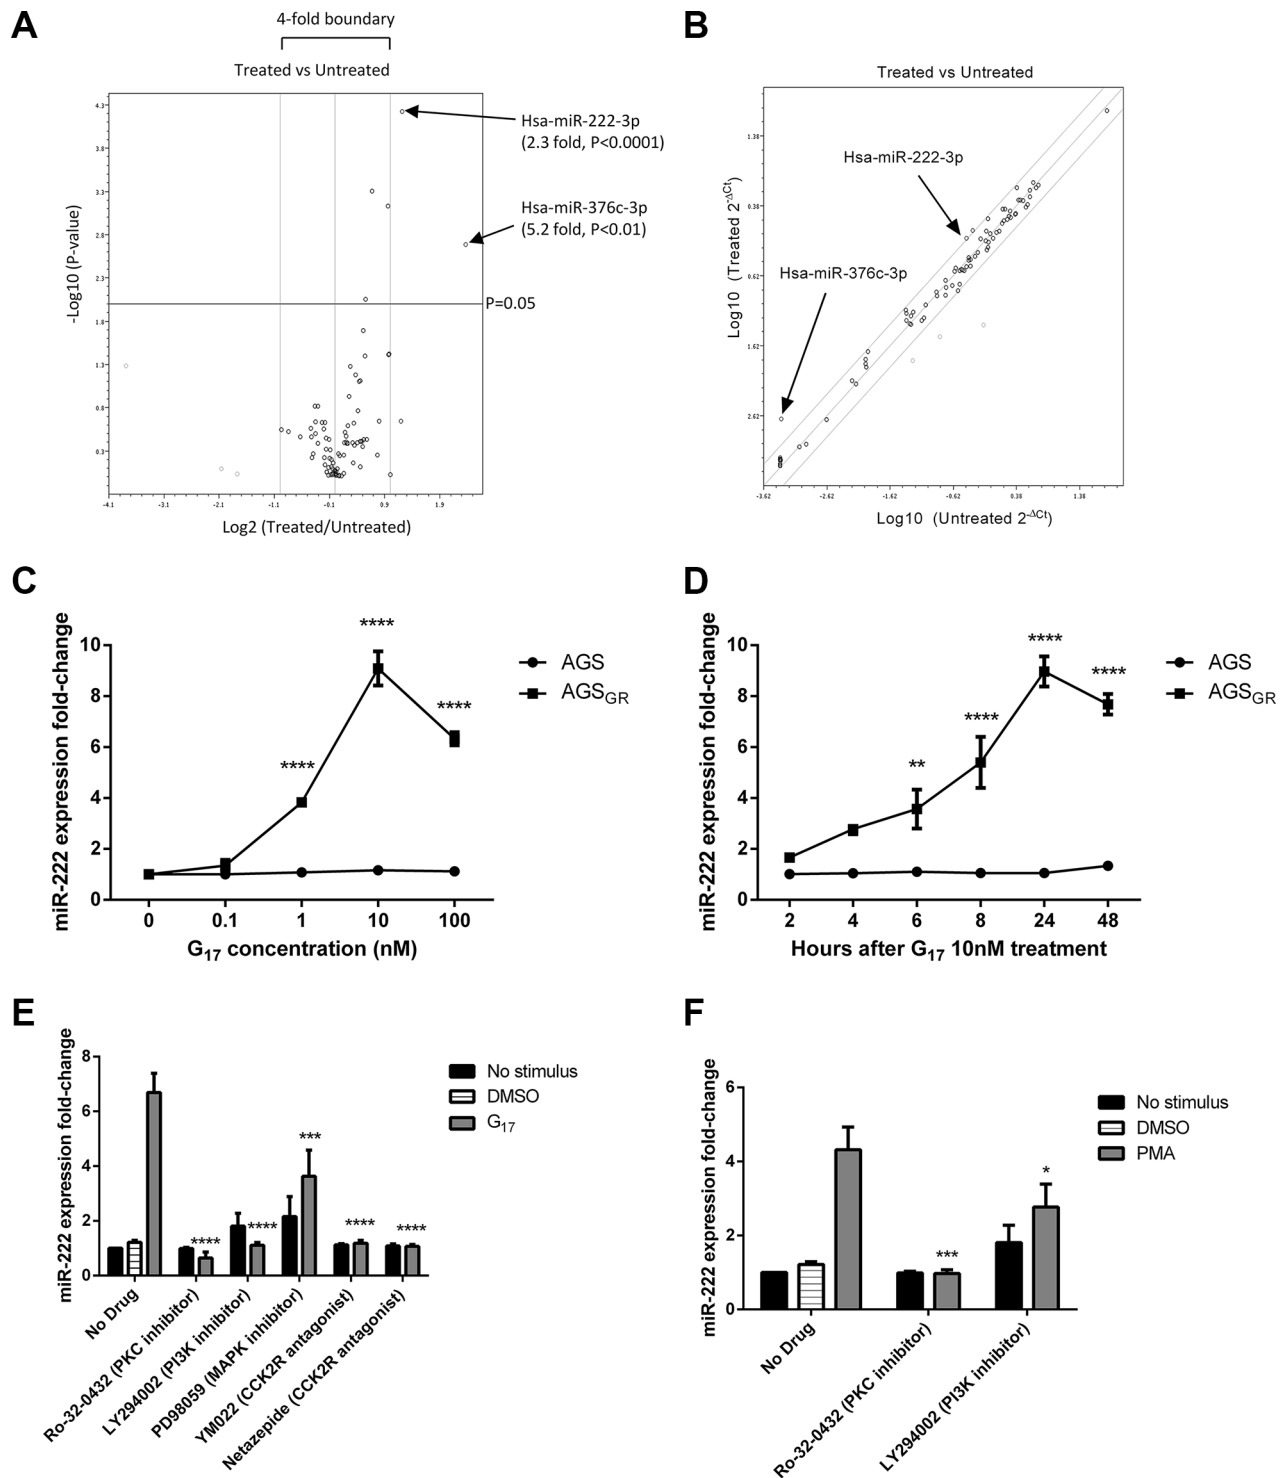 A
4-fold boundary
Treated vs Untreated
4.3
3.8
3.3
2.8
2.3
1.8
1.3
0.8
0.3
-Log10 (P-value)
Hsa-miR-222-3p
(2.3 fold, P<0.0001)
Hsa-miR-376c-3p
(5.2 fold, P<0.01)
P=0.05
-4.1 -3.1 -2.1 -1.1 -0.1 0.9 1.9
Log2 (Treated/Untreated)
B
Treated vs Untreated
1.38
0.38
0.62
1.62
2.62
Log10 (Treated 2-ΔCt)
Hsa-miR-222-3p
Hsa-miR-376c-3p
-3.62 -2.62 -1.62 -0.62 0.38 1.38
Log10 (Untreated 2-ΔCt)
C
miR-222 expression fold-change
10
8
6
4
2
0
****
****
****
AGS
AGSGR
0 0.1 1 10 100
G17 concentration (nM)
D
miR-222 expression fold-change
10
8
6
4
2
0
**
****
****
****
AGS
AGSGR
2 4 6 8 24 48
Hours after G17 10nM treatment
E
miR-222 expression fold-change
8
6
4
2
0
****
****
***
****
****
No stimulus
DMSO
G17
No Drug
Ro-32-0432 (PKC inhibitor)
LY294002 (PI3K inhibitor)
PD98059 (MAPK inhibitor)
YM022 (CCK2R antagonist)
Netazepide (CCK2R antagonist)
F
miR-222 expression fold-change
6
4
2
0
***
*
No stimulus
DMSO
PMA
No Drug
Ro-32-0432 (PKC inhibitor)
LY294002 (PI3K inhibitor)